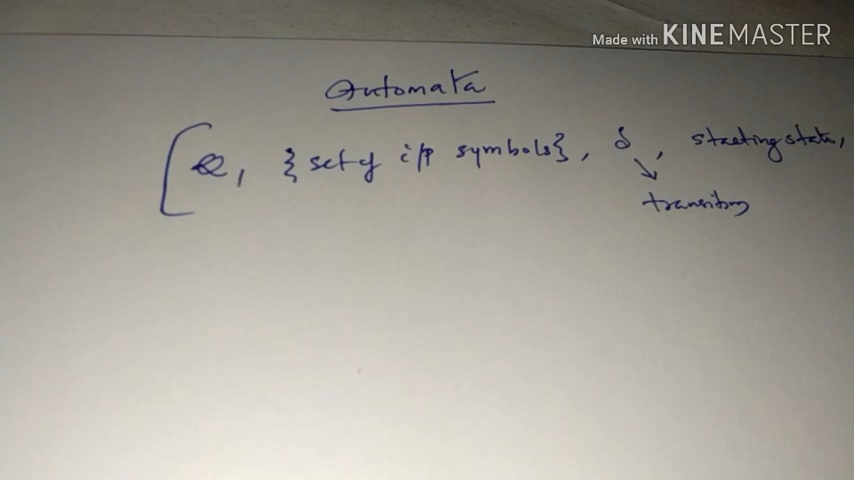 Made with KINEMASTER
Automata
[Q, {set of i/p symbols}, δ, starting state,
transition